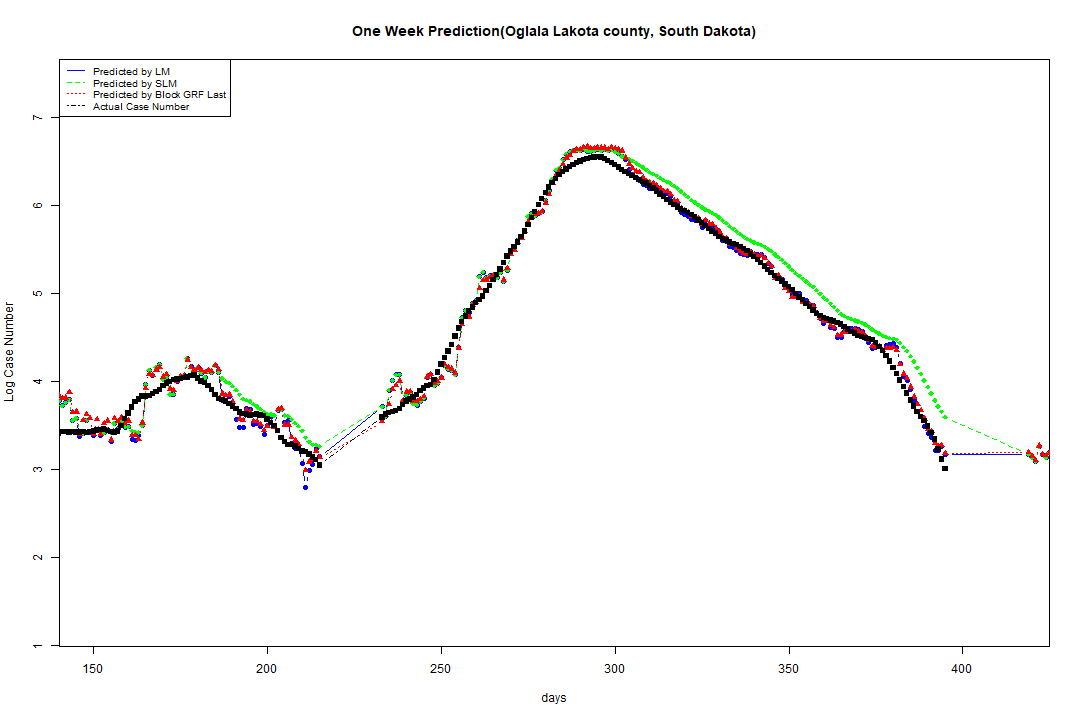 One Week Prediction(Oglala Lakota county, South Dakota)
Predicted by LM
Predicted by SLM
Predicted by Block GRF Last
Actual Case Number
Log Case Number
7
6
5
4
3
2
1
150 200 250 300 350 400
days